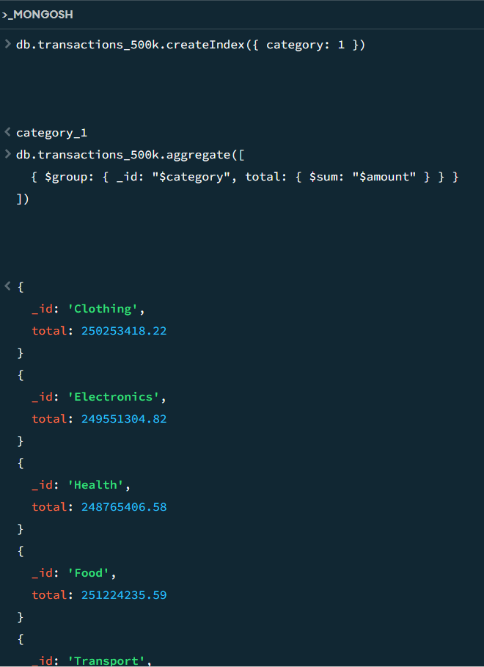 >_MONGOSH
> db.transactions_500k.createIndex({ category: 1 })
< category_1
> db.transactions_500k.aggregate([
{ $group: { _id: "$category", total: { $sum: "$amount" } } }
])
< {
_id: 'Clothing',
total: 250253418.22
}
{
_id: 'Electronics',
total: 249551304.82
}
{
_id: 'Health',
total: 248765406.58
}
{
_id: 'Food',
total: 251224235.59
}
{
_id: 'Transport',